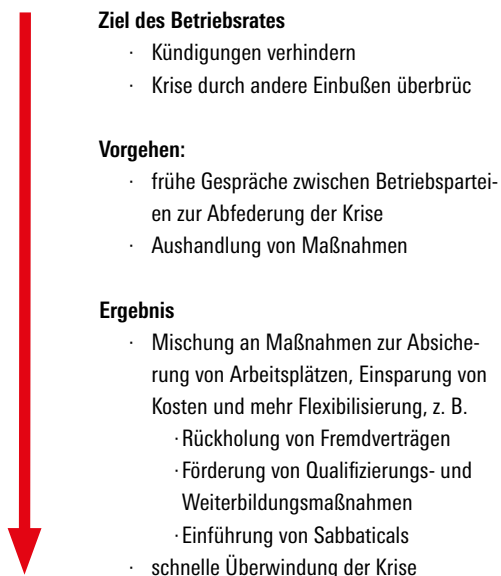 Ziel des Betriebsrates
· Kündigungen verhindern
· Krise durch andere Einbußen überbrüc
Vorgehen:
· frühe Gespräche zwischen Betriebspartei-
en zur Abfederung der Krise
· Aushandlung von Maßnahmen
Ergebnis
· Mischung an Maßnahmen zur Absiche-
rung von Arbeitsplätzen, Einsparung von
Kosten und mehr Flexibilisierung, z. B.
· Rückholung von Fremdverträgen
· Förderung von Qualifizierungs- und
Weiterbildungsmaßnahmen
· Einführung von Sabbaticals
· schnelle Überwindung der Krise